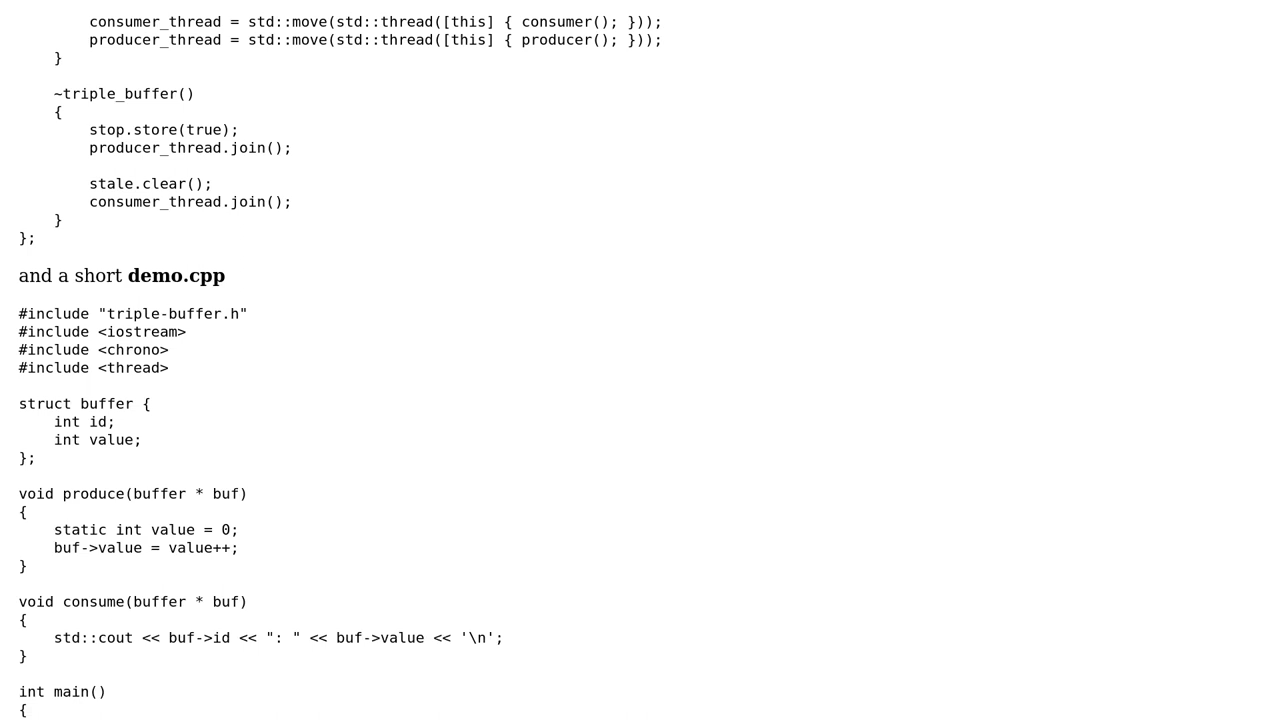 consumer_thread = std::move(std::thread([this] { consumer(); }));
        producer_thread = std::move(std::thread([this] { producer(); }));
    }

    ~triple_buffer()
    {
        stop.store(true);
        producer_thread.join();

        stale.clear();
        consumer_thread.join();
    }
};

and a short demo.cpp

#include "triple-buffer.h"
#include <iostream>
#include <chrono>
#include <thread>

struct buffer {
    int id;
    int value;
};

void produce(buffer * buf)
{
    static int value = 0;
    buf->value = value++;
}

void consume(buffer * buf)
{
    std::cout << buf->id << ": " << buf->value << '\n';
}

int main()
{